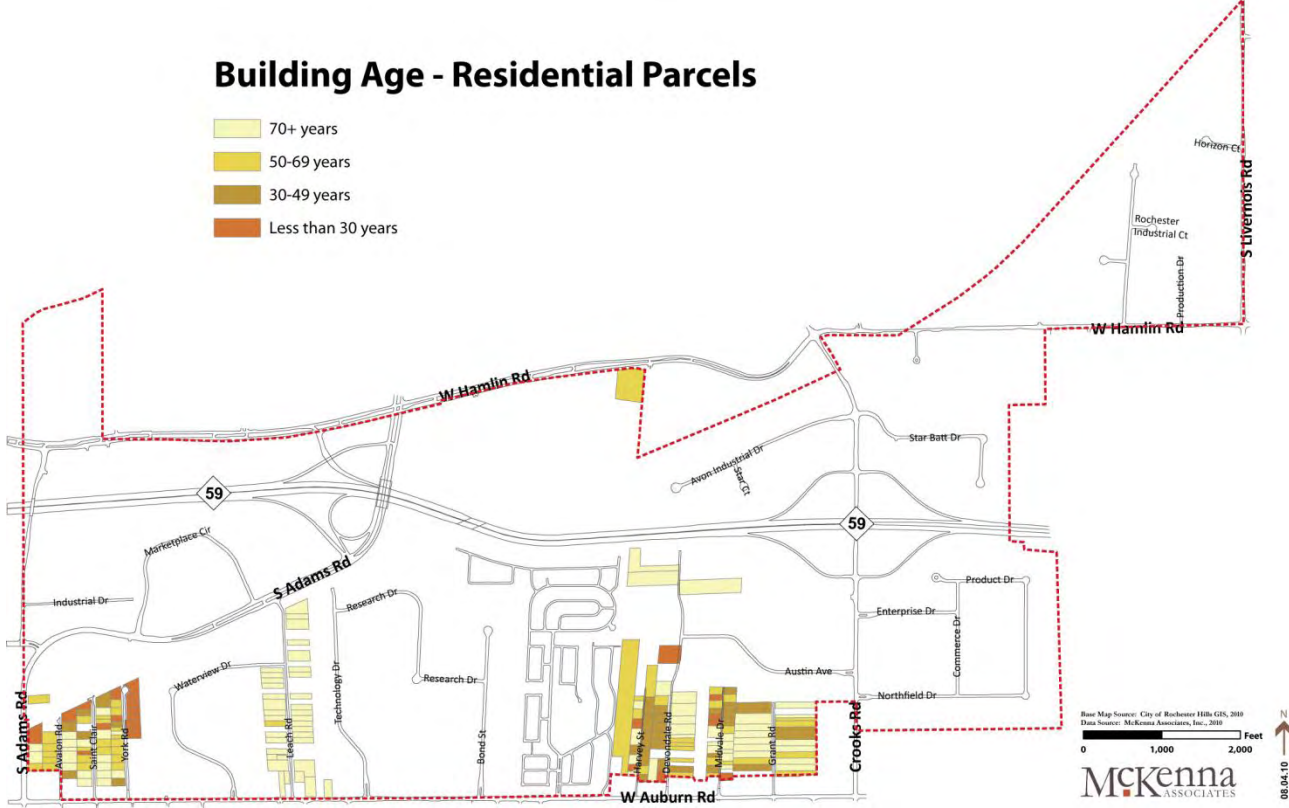 Building Age - Residential Parcels
70+ years
50-69 years
30-49 years
Less than 30 years
Horizon Ct
S Livernois Rd
Rochester
Industrial Ct
Production Dr
W Hamlin Rd
W Hamlin Rd
Star Batt Dr
Avon Industrial Dr
Star Ct
59
59
Marketplace Cir
S Adams Rd
Industrial Dr
Research Dr
Product Dr
Enterprise Dr
Commerce Dr
Waterview Dr
Technology Dr
Research Dr
Austin Ave
Northfield Dr
S Adams Rd
Avalon Rd
Saint Clair
York Rd
Leach Rd
Bond St
Harvey St
Devondale Rd
Midvale Dr
Grant Rd
Crooks Rd
W Auburn Rd
Base Map Source: City of Rochester Hills GIS, 2010
Data Source: McKenna Associates, Inc., 2010
Feet
0 1,000 2,000
McKenna
ASSOCIATES
N
08.04.10